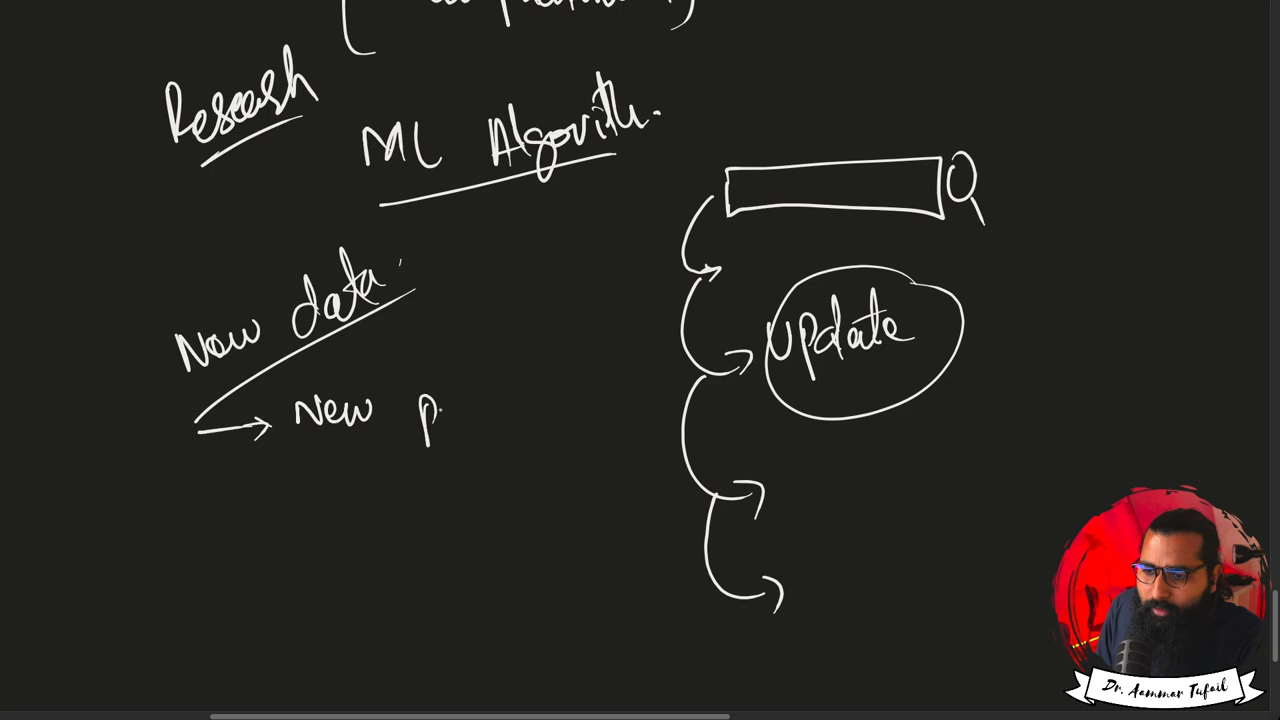 Research
ML Algorith.
New data
Update
→ New p
Dr. Aammar Tufail